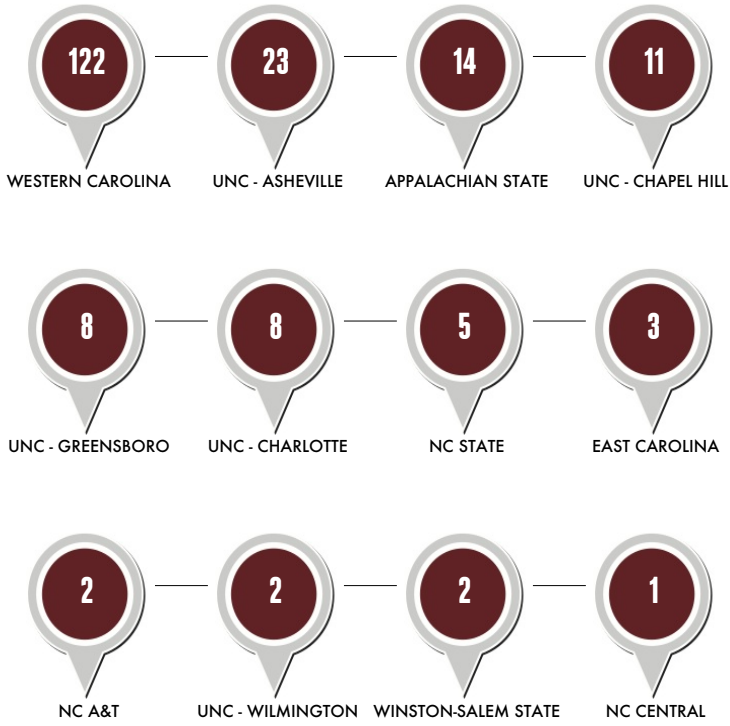 122 23 14 11
WESTERN CAROLINA UNC - ASHEVILLE APPALACHIAN STATE UNC - CHAPEL HILL
8 8 5 3
UNC - GREENSBORO UNC - CHARLOTTE NC STATE EAST CAROLINA
2 2 2 1
NC A&T UNC - WILMINGTON WINSTON-SALEM STATE NC CENTRAL